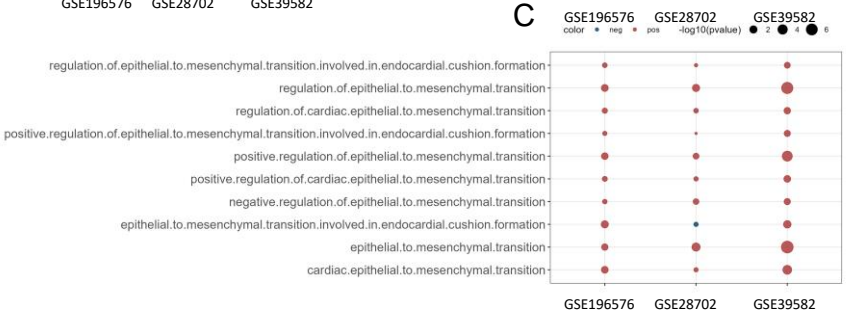 GSE196576 GSE28702 GSE39582
C
GSE196576 GSE28702 GSE39582
color neg pos -log10(pvalue) 2 4 6
regulation.of.epithelial.to.mesenchymal.transition.involved.in.endocardial.cushion.formation
regulation.of.epithelial.to.mesenchymal.transition
regulation.of.cardiac.epithelial.to.mesenchymal.transition
positive.regulation.of.epithelial.to.mesenchymal.transition.involved.in.endocardial.cushion.formation
positive.regulation.of.epithelial.to.mesenchymal.transition
positive.regulation.of.cardiac.epithelial.to.mesenchymal.transition
negative.regulation.of.epithelial.to.mesenchymal.transition
epithelial.to.mesenchymal.transition.involved.in.endocardial.cushion.formation
epithelial.to.mesenchymal.transition
cardiac.epithelial.to.mesenchymal.transition
GSE196576 GSE28702 GSE39582